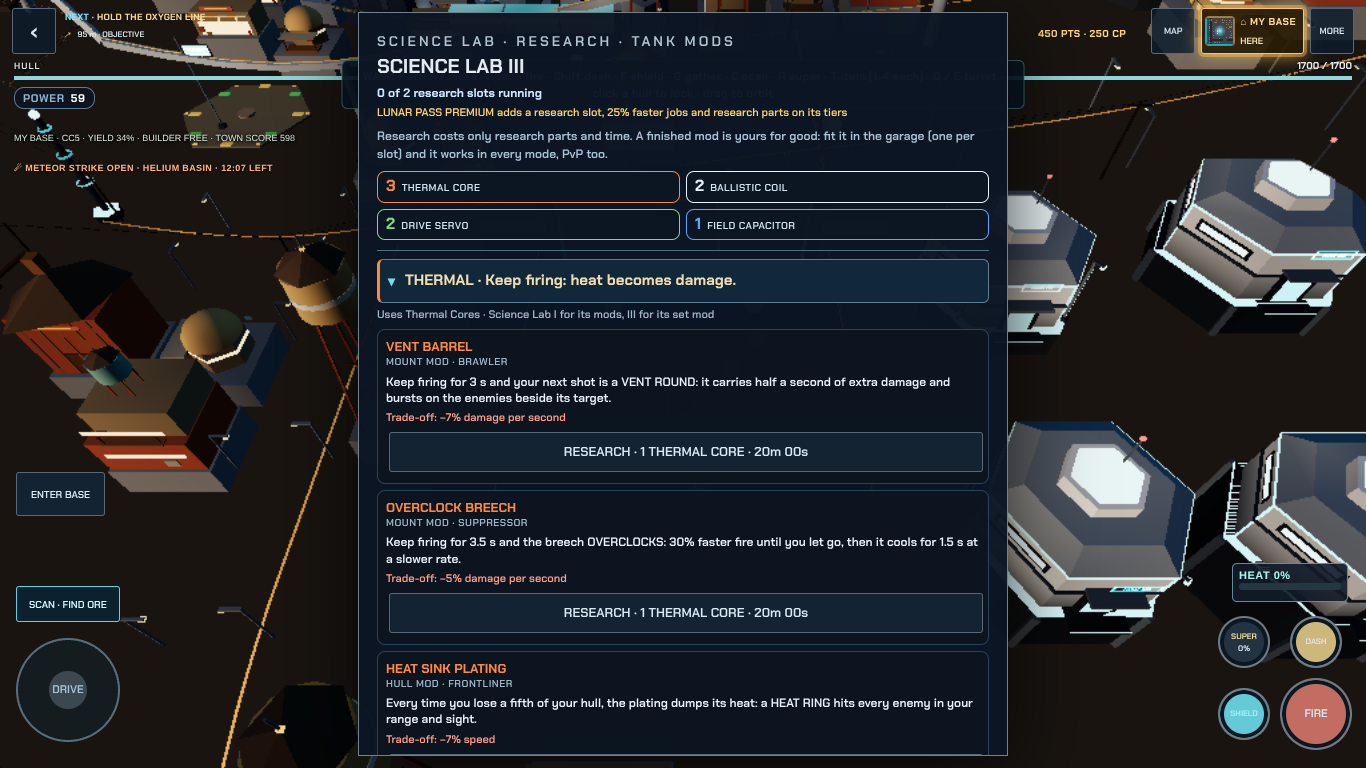 NEXT · HOLD THE OXYGEN LINE
95m · OBJECTIVE
450 PTS · 250 CP
MAP
⌂ MY BASE
HERE
MORE
HULL
1700 / 1700
POWER 59
MY BASE · CC5 · YIELD 34% · BUILDER FREE · TOWN SCORE 598
☄ METEOR STRIKE OPEN · HELIUM BASIN · 12:07 LEFT
SCIENCE LAB · RESEARCH · TANK MODS
SCIENCE LAB III
0 of 2 research slots running
LUNAR PASS PREMIUM adds a research slot, 25% faster jobs and research parts on its tiers
Research costs only research parts and time. A finished mod is yours for good: fit it in the garage (one per
slot) and it works in every mode, PvP too.
3 THERMAL CORE
2 BALLISTIC COIL
2 DRIVE SERVO
1 FIELD CAPACITOR
▼ THERMAL · Keep firing: heat becomes damage.
Uses Thermal Cores · Science Lab I for its mods, III for its set mod
VENT BARREL
MOUNT MOD · BRAWLER
Keep firing for 3 s and your next shot is a VENT ROUND: it carries half a second of extra damage and
bursts on the enemies beside its target.
Trade-off: −7% damage per second
RESEARCH · 1 THERMAL CORE · 20m 00s
OVERCLOCK BREECH
MOUNT MOD · SUPPRESSOR
Keep firing for 3.5 s and the breech OVERCLOCKS: 30% faster fire until you let go, then it cools for 1.5 s at
a slower rate.
Trade-off: −5% damage per second
RESEARCH · 1 THERMAL CORE · 20m 00s
HEAT SINK PLATING
HULL MOD · FRONTLINER
Every time you lose a fifth of your hull, the plating dumps its heat: a HEAT RING hits every enemy in your
range and sight.
Trade-off: −7% speed
ENTER BASE
SCAN · FIND ORE
DRIVE
HEAT 0%
SUPER
0%
DASH
SHIELD
FIRE